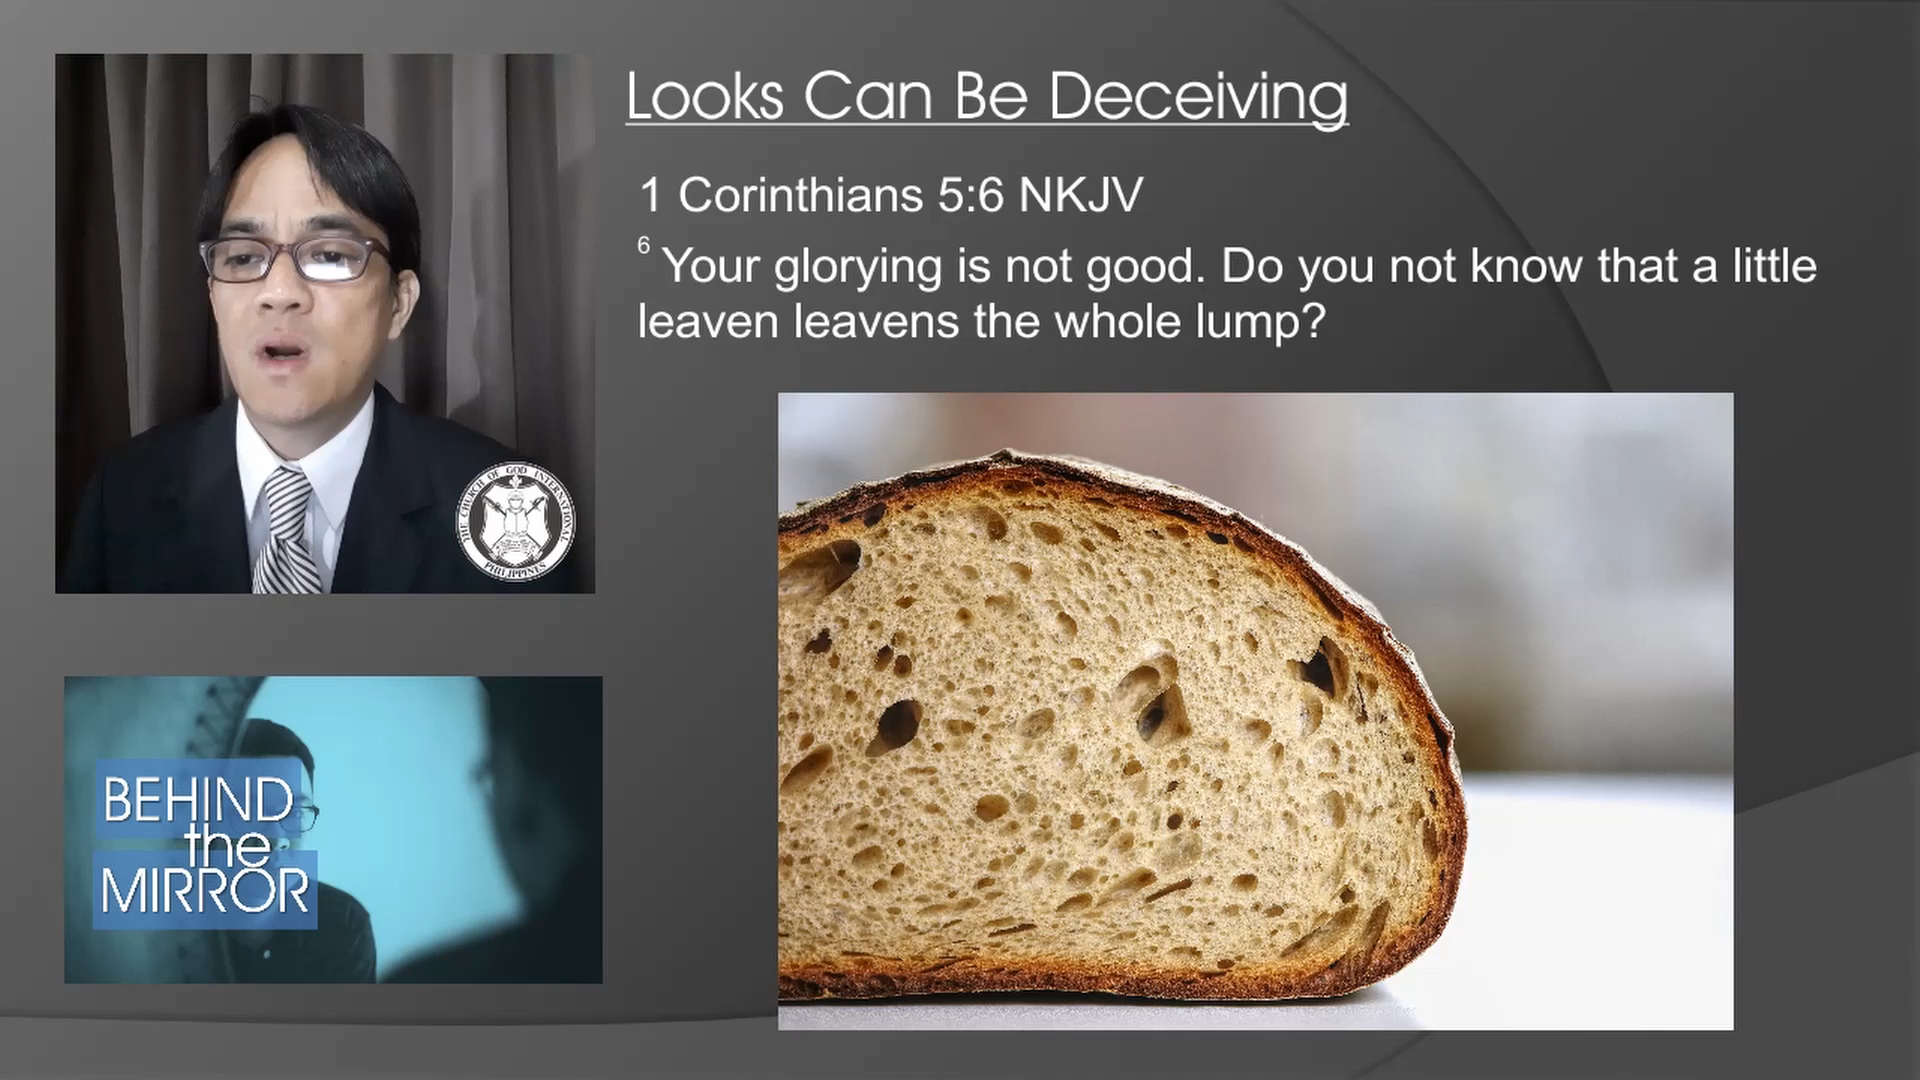 Looks Can Be Deceiving
1 Corinthians 5:6 NKJV
6 Your glorying is not good. Do you not know that a little
leaven leavens the whole lump?
THE CHURCH OF GOD INTERNATIONAL
PHILIPPINES
BEHIND
the
MIRROR